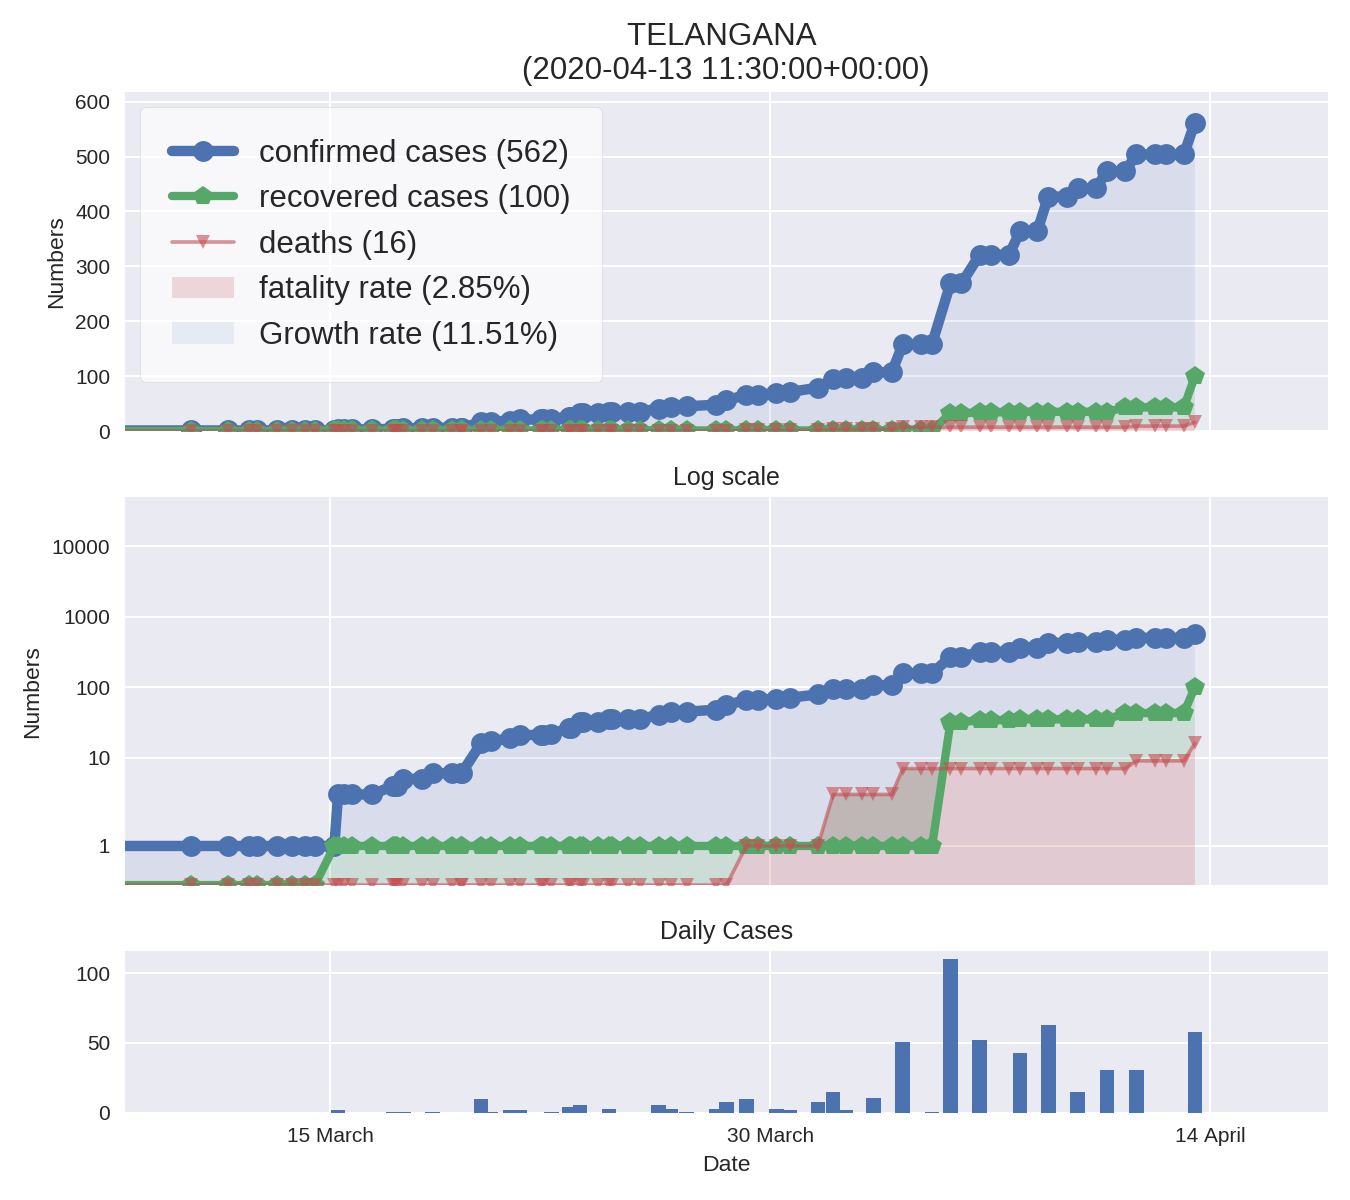 TELANGANA
(2020-04-13 11:30:00+00:00)
600
500
400
300
200
100
0
Numbers
confirmed cases (562)
recovered cases (100)
deaths (16)
fatality rate (2.85%)
Growth rate (11.51%)
Log scale
10000
1000
100
10
1
Numbers
Daily Cases
100
50
0
15 March
30 March
14 April
Date